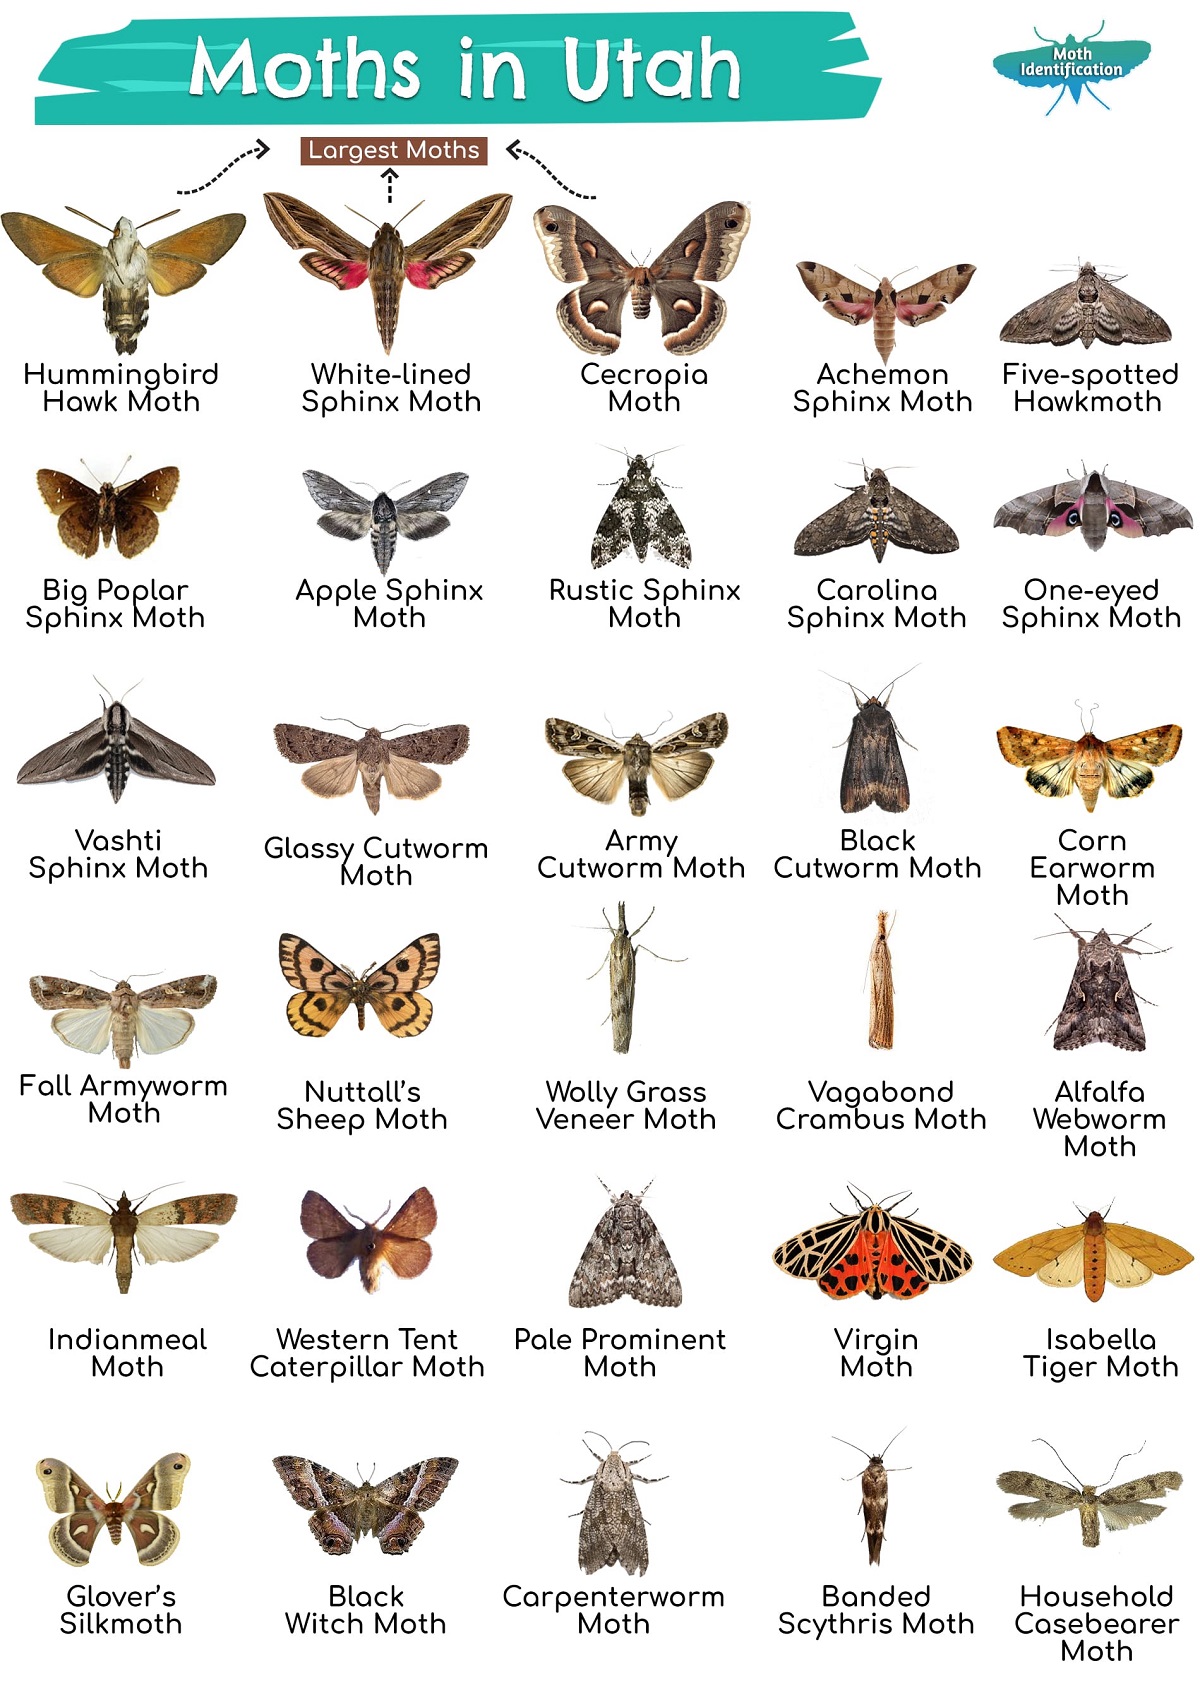 Moths in Utah
Moth
Identification
Largest Moths
Hummingbird
Hawk Moth
White-lined
Sphinx Moth
Cecropia
Moth
Achemon
Sphinx Moth
Five-spotted
Hawkmoth
Big Poplar
Sphinx Moth
Apple Sphinx
Moth
Rustic Sphinx
Moth
Carolina
Sphinx Moth
One-eyed
Sphinx Moth
Vashti
Sphinx Moth
Glassy Cutworm
Moth
Army
Cutworm Moth
Black
Cutworm Moth
Corn
Earworm
Moth
Fall Armyworm
Moth
Nuttall's
Sheep Moth
Wolly Grass
Veneer Moth
Vagabond
Crambus Moth
Alfalfa
Webworm
Moth
Indianmeal
Moth
Western Tent
Caterpillar Moth
Pale Prominent
Moth
Virgin
Moth
Isabella
Tiger Moth
Glover's
Silkmoth
Black
Witch Moth
Carpenterworm
Moth
Banded
Scythris Moth
Household
Casebearer
Moth